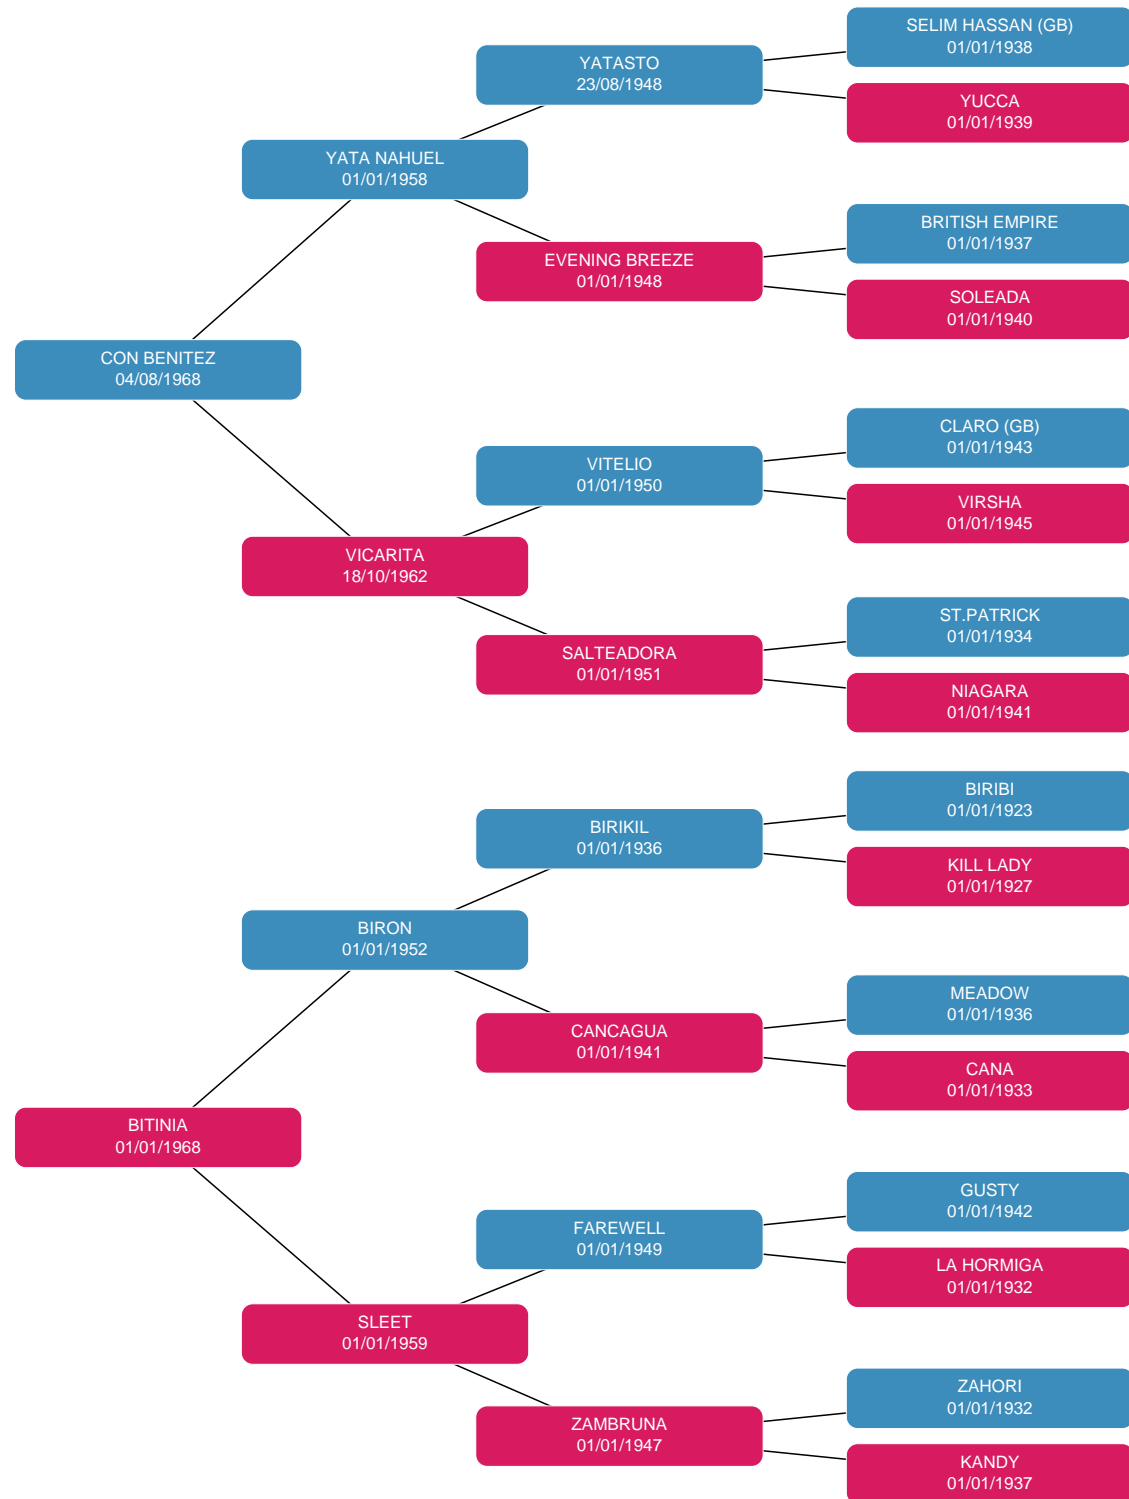 SELIM HASSAN (GB)
01/01/1938
YATASTO
23/08/1948
YUCCA
01/01/1939
YATA NAHUEL
01/01/1958
BRITISH EMPIRE
01/01/1937
EVENING BREEZE
01/01/1948
SOLEADA
01/01/1940
CON BENITEZ
04/08/1968
CLARO (GB)
01/01/1943
VITELIO
01/01/1950
VIRSHA
01/01/1945
VICARITA
18/10/1962
ST.PATRICK
01/01/1934
SALTEADORA
01/01/1951
NIAGARA
01/01/1941
BIRIBI
01/01/1923
BIRIKIL
01/01/1936
KILL LADY
01/01/1927
BIRON
01/01/1952
MEADOW
01/01/1936
CANCAGUA
01/01/1941
CANA
01/01/1933
BITINIA
01/01/1968
GUSTY
01/01/1942
FAREWELL
01/01/1949
LA HORMIGA
01/01/1932
SLEET
01/01/1959
ZAHORI
01/01/1932
ZAMBRUNA
01/01/1947
KANDY
01/01/1937